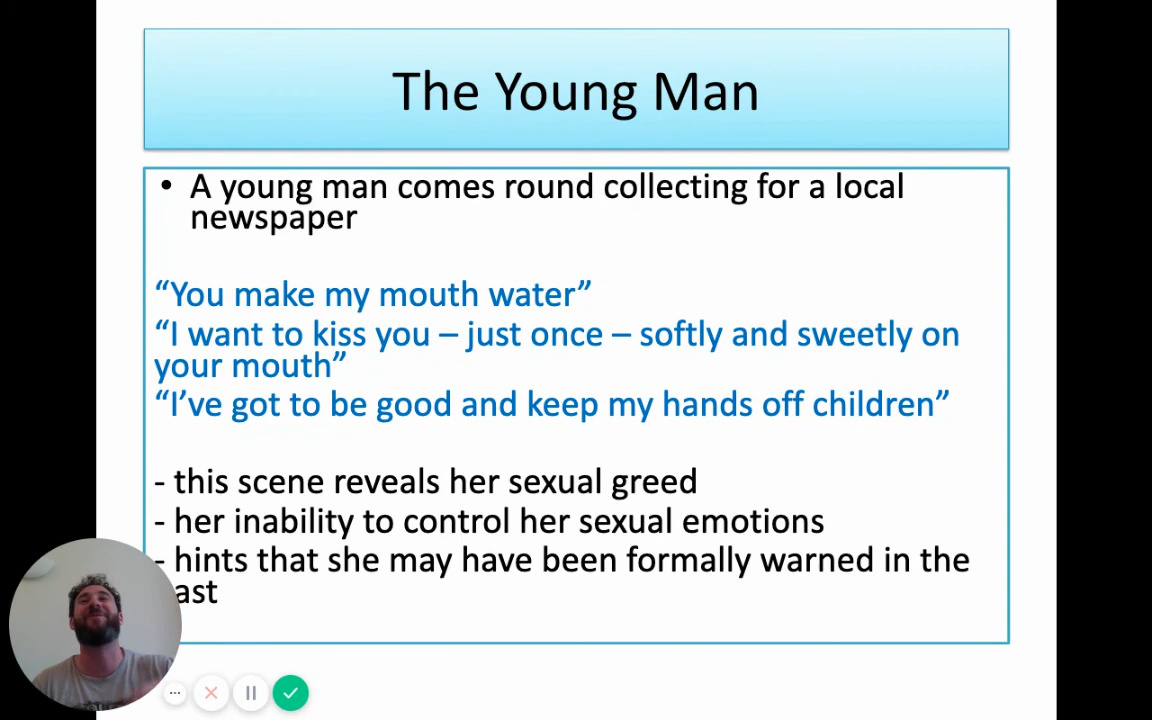 The Young Man
• A young man comes round collecting for a local
newspaper
“You make my mouth water”
“I want to kiss you – just once – softly and sweetly on
your mouth”
“I’ve got to be good and keep my hands off children”
- this scene reveals her sexual greed
- her inability to control her sexual emotions
- hints that she may have been formally warned in the
ast